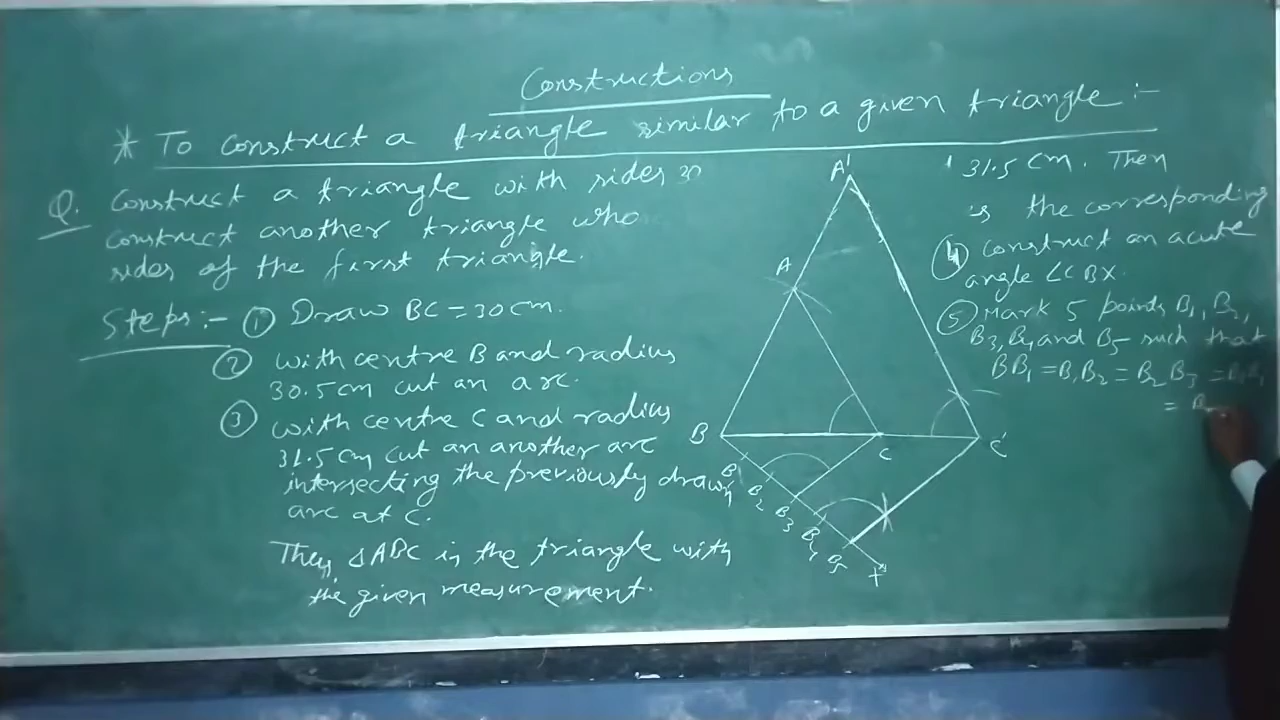 Constructions
* To construct a triangle similar to a given triangle :-
Q. Construct a triangle with sides 30
construct another triangle who
sides of the first triangle.
Steps:- ① Draw BC = 30 cm.
② with centre B and radius
30.5 cm cut an arc.
③ with centre C and radius
31.5 cm cut an another arc
intersecting the previously drawn
arc at C.
Then, △ABC is the triangle with
the given measurement.
A'
A
B
C
C'
B1
B2
B3
B4
B5
31.5 cm. Then
is the corresponding
④ construct an acute
angle ∠CBX.
⑤ Mark 5 points B1, B2,
B3, B4 and B5 such that
BB1 = B1B2 = B2B3 =
=